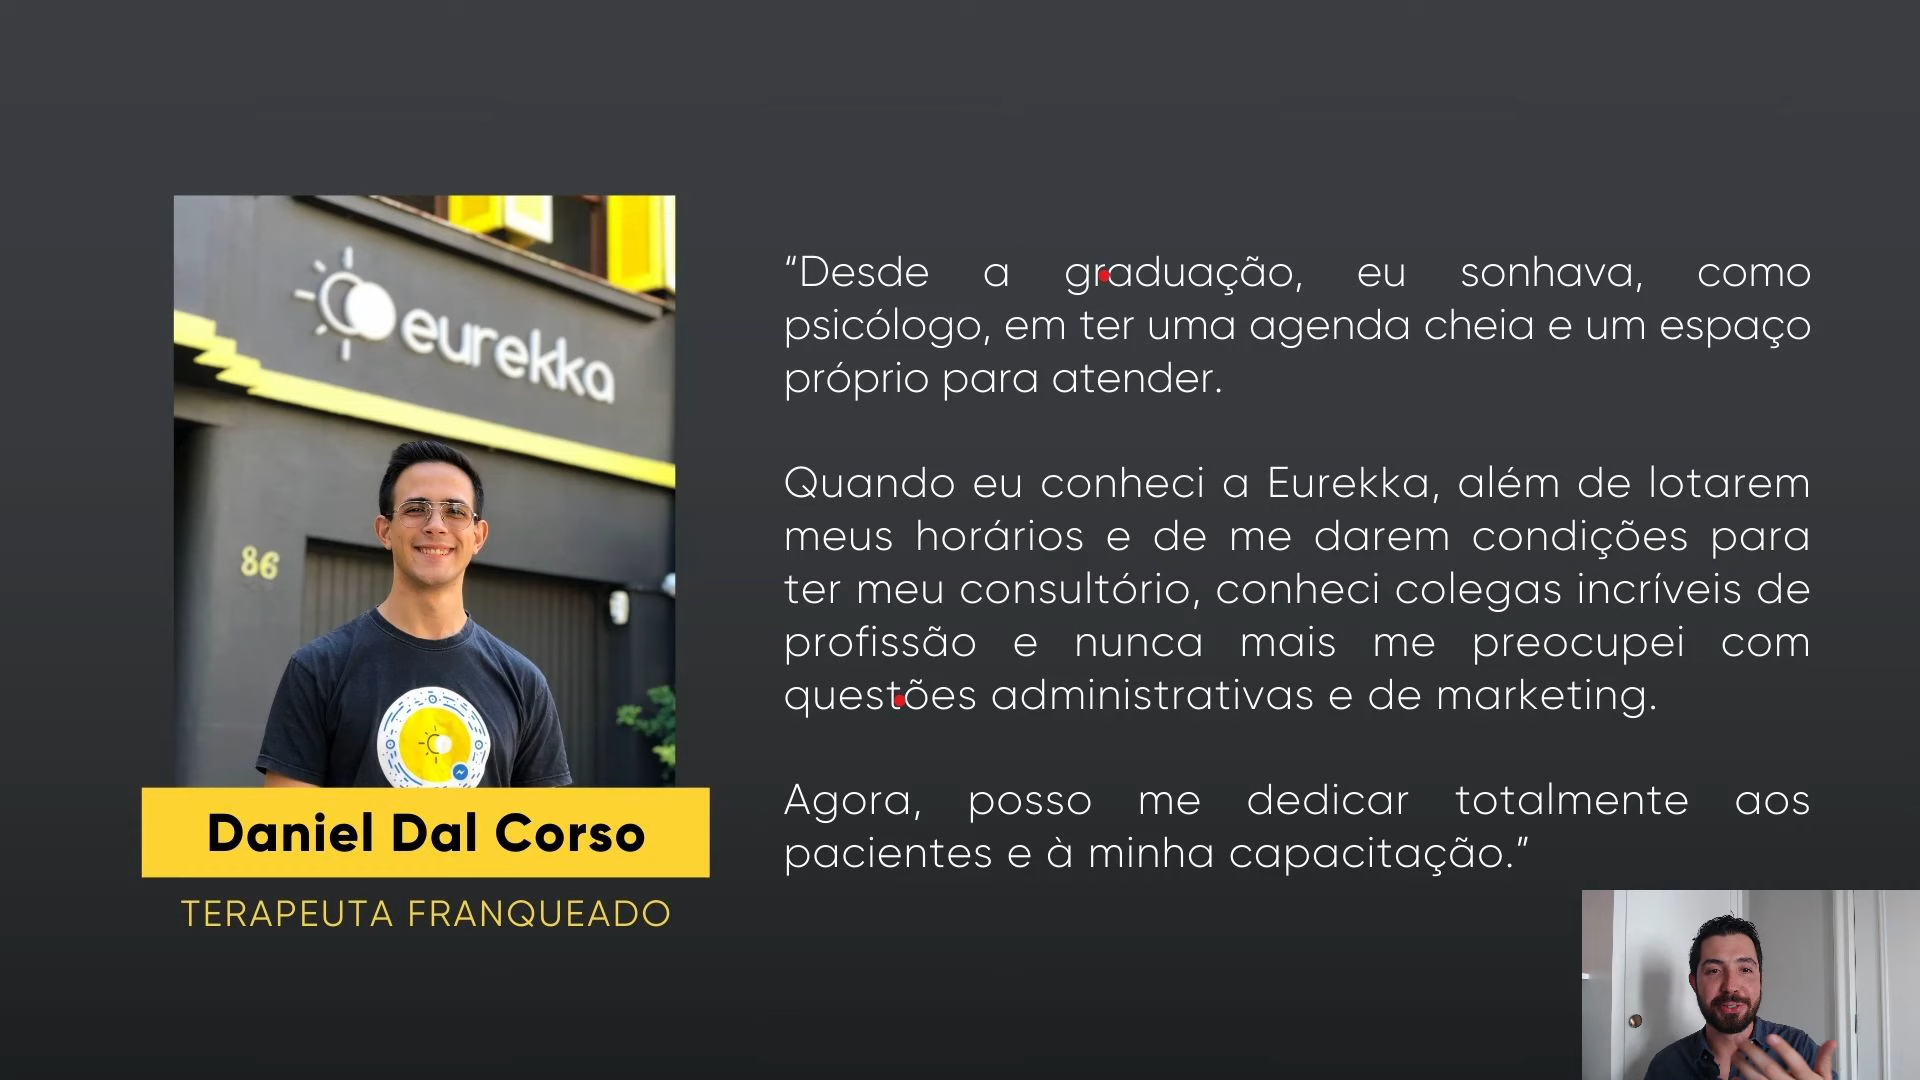 eurekka
86
Daniel Dal Corso
TERAPEUTA FRANQUEADO
“Desde a graduação, eu sonhava, como
psicólogo, em ter uma agenda cheia e um espaço
próprio para atender.
Quando eu conheci a Eurekka, além de lotarem
meus horários e de me darem condições para
ter meu consultório, conheci colegas incríveis de
profissão e nunca mais me preocupei com
questões administrativas e de marketing.
Agora, posso me dedicar totalmente aos
pacientes e à minha capacitação.”